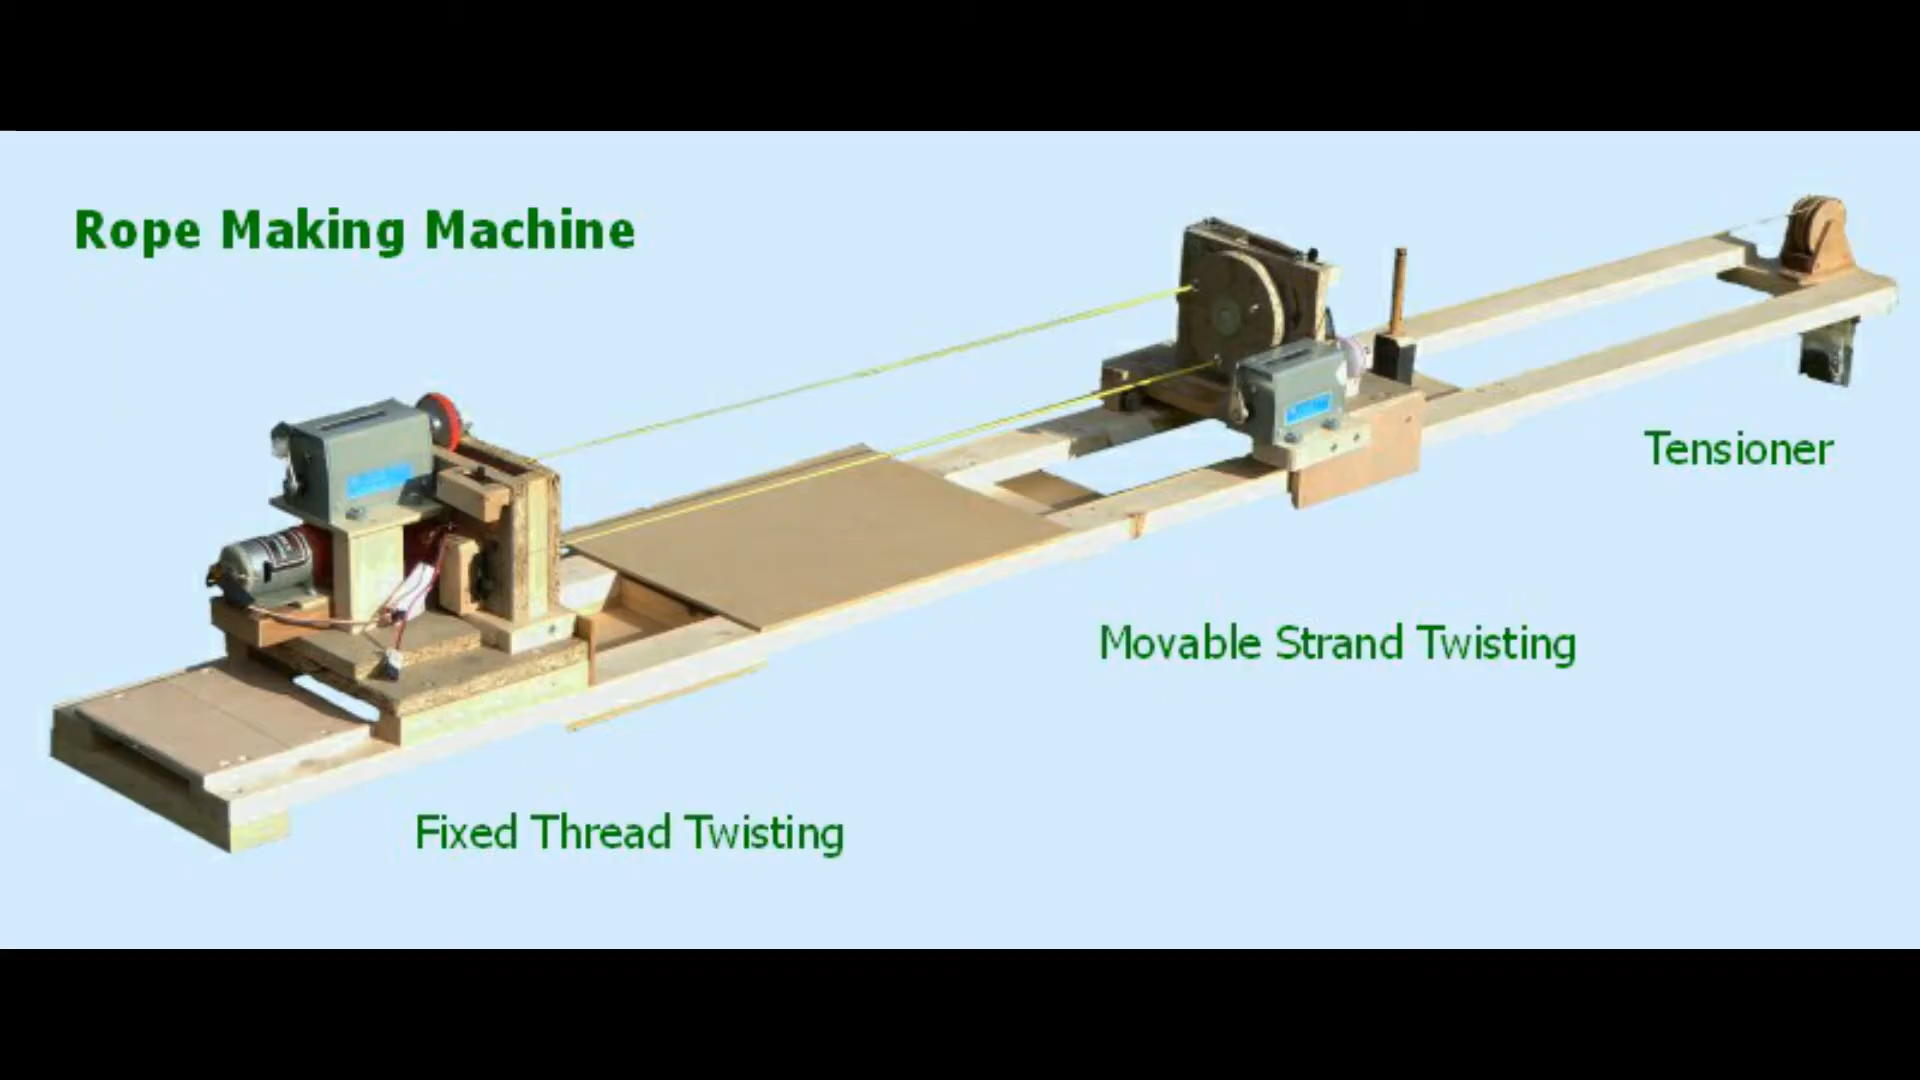 Rope Making Machine
Tensioner
Movable Strand Twisting
Fixed Thread Twisting